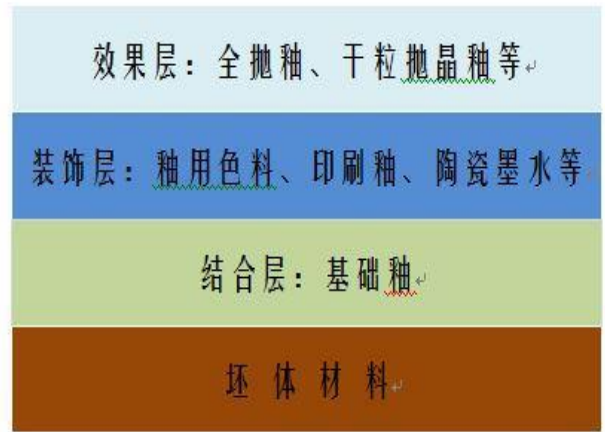 效果层：全抛釉、干粒抛晶釉等
装饰层：釉用色料、印刷釉、陶瓷墨水等
结合层：基础釉
坯 体 材 料